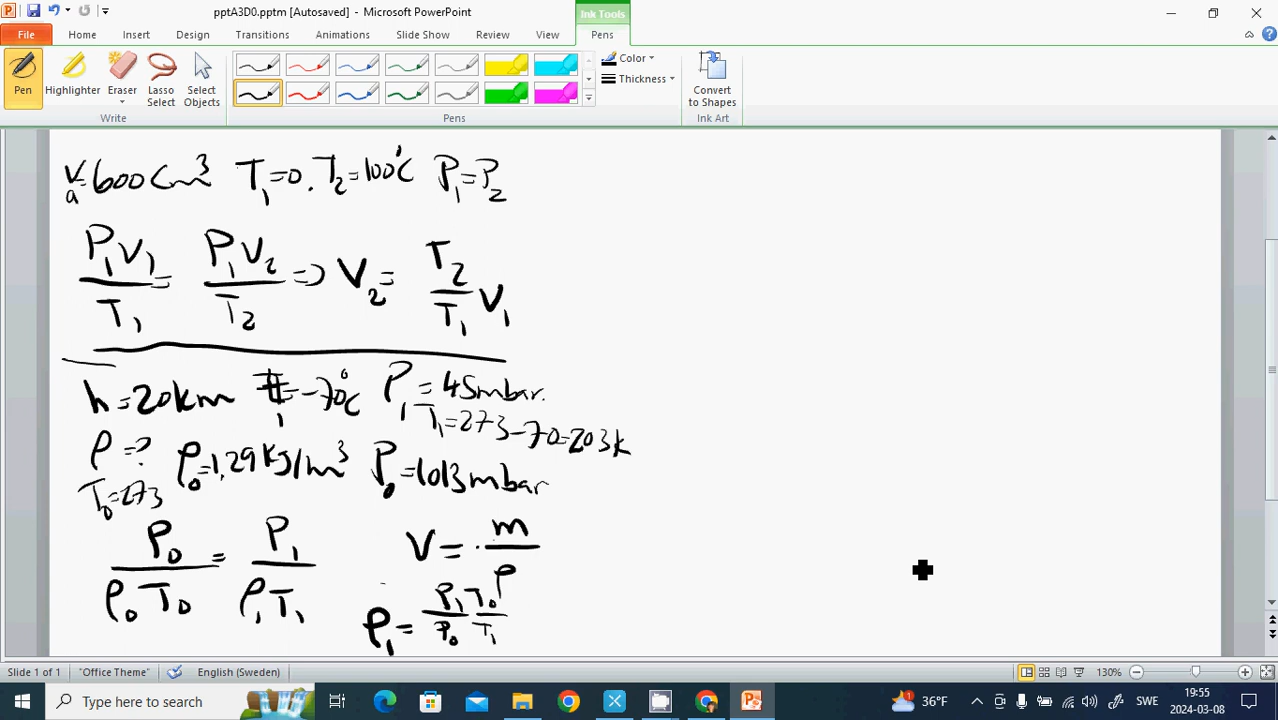 pptA3D0.pptm [Autosaved] - Microsoft PowerPoint
Ink Tools
File Home Insert Design Transitions Animations Slide Show Review View Pens
Pen Highlighter Eraser Lasso Select Select Objects
Color Thickness
Convert to Shapes
Write Pens Ink Art
Va=600cm³ T₁=0. T₂=100°C P₁=P₂
P₁V₁/T₁ = P₁V₂/T₂ => V₂= T₂/T₁ V₁
h=20km T₁=-70°C P₁=45mbar.
T₁=273-70=203k
ρ=? ρ₀=1,29Kg/m³ P₀=1013mbar
T₀=273
P₀/ρ₀T₀ = P₁/ρ₁T₁ V= m/ρ
ρ₁= P₁/P₀ T₀/T₁
Slide 1 of 1 "Office Theme" English (Sweden) 130%
Type here to search 36°F SWE 19:55
2024-03-08